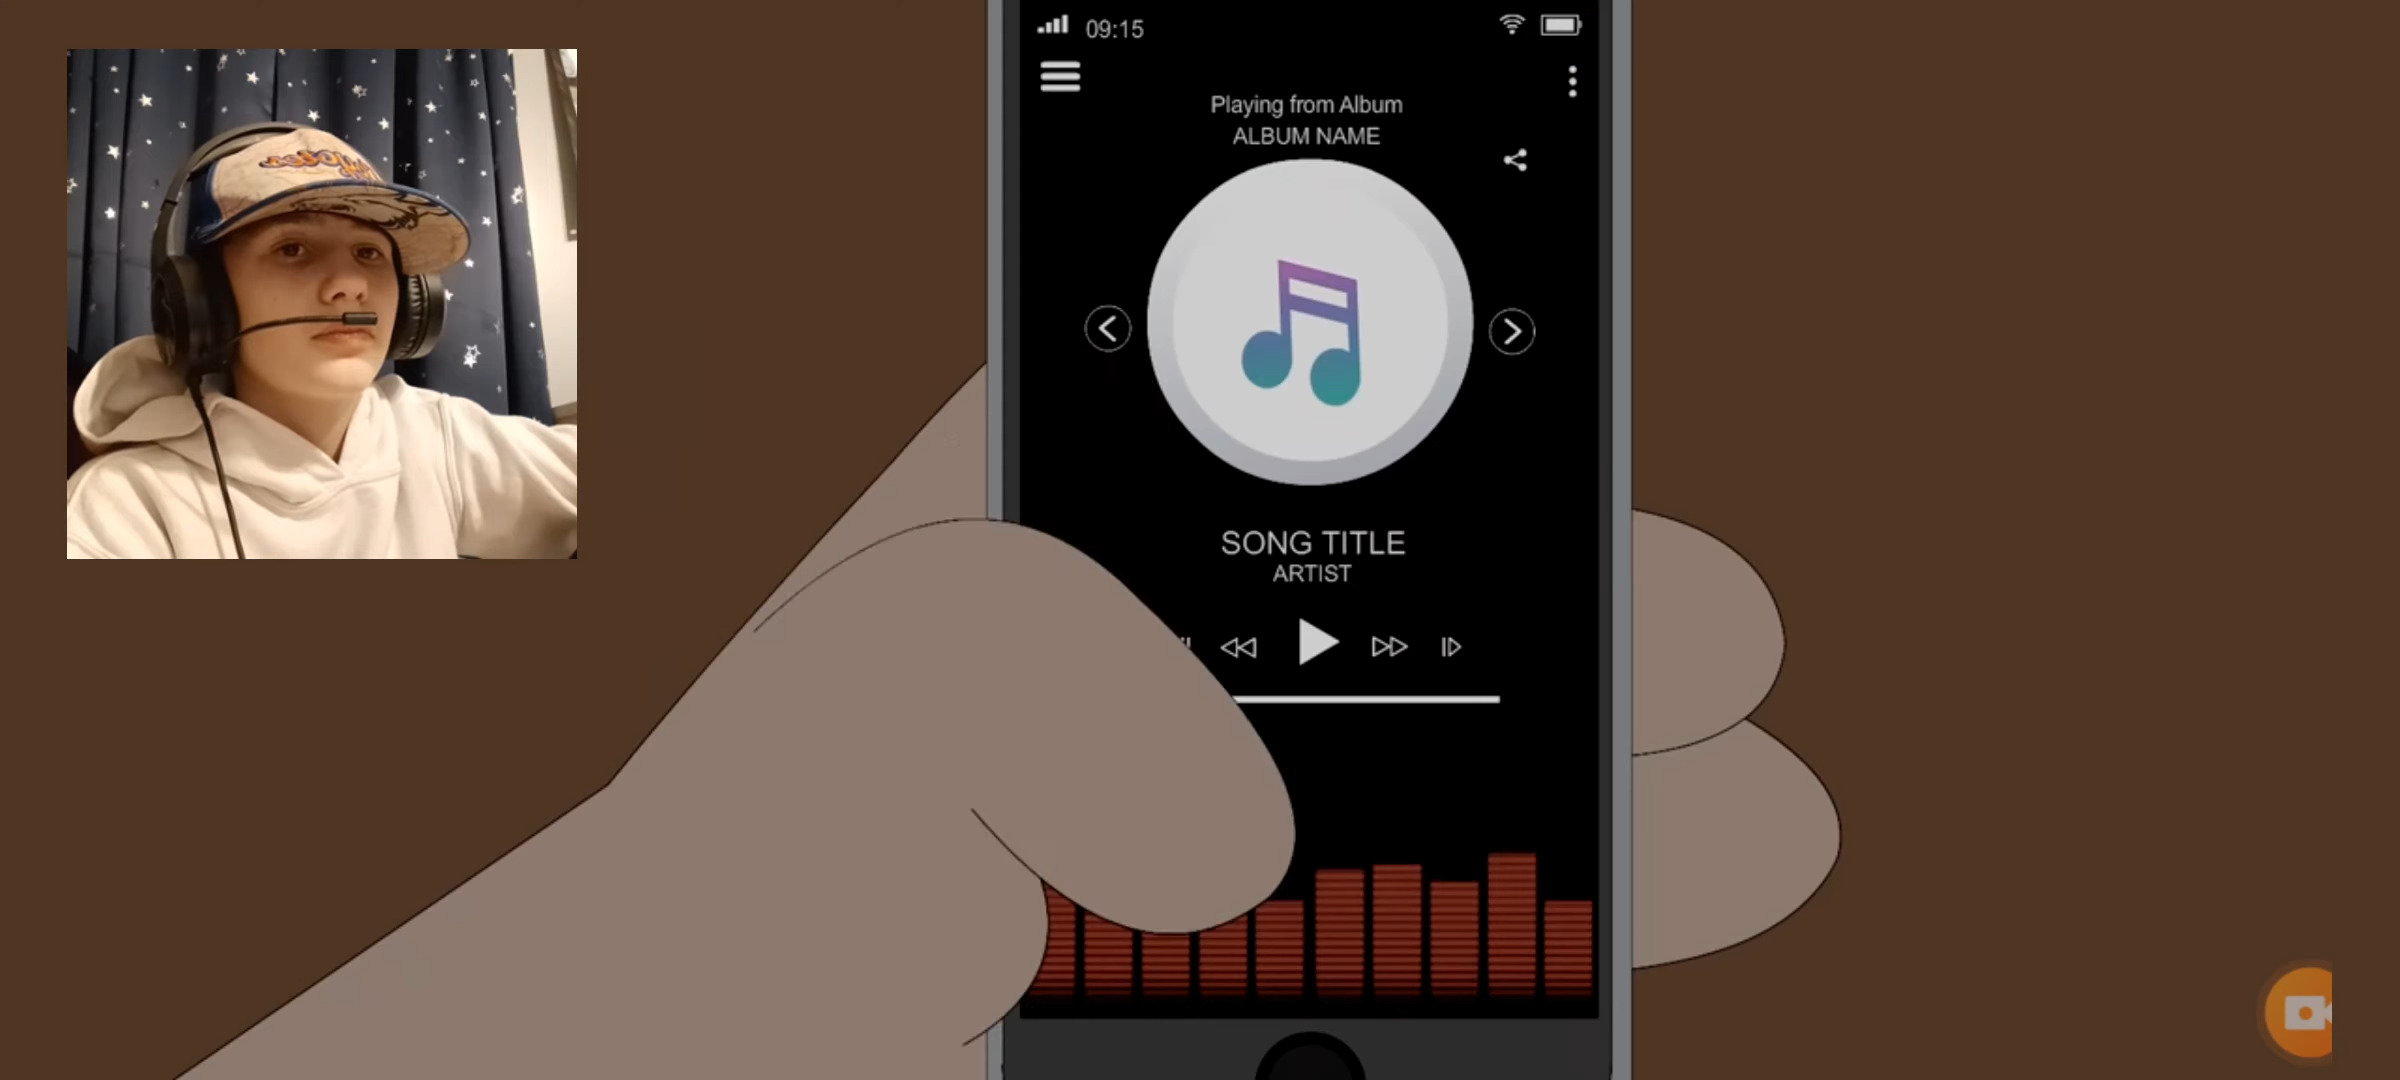 09:15
Playing from Album
ALBUM NAME
SONG TITLE
ARTIST